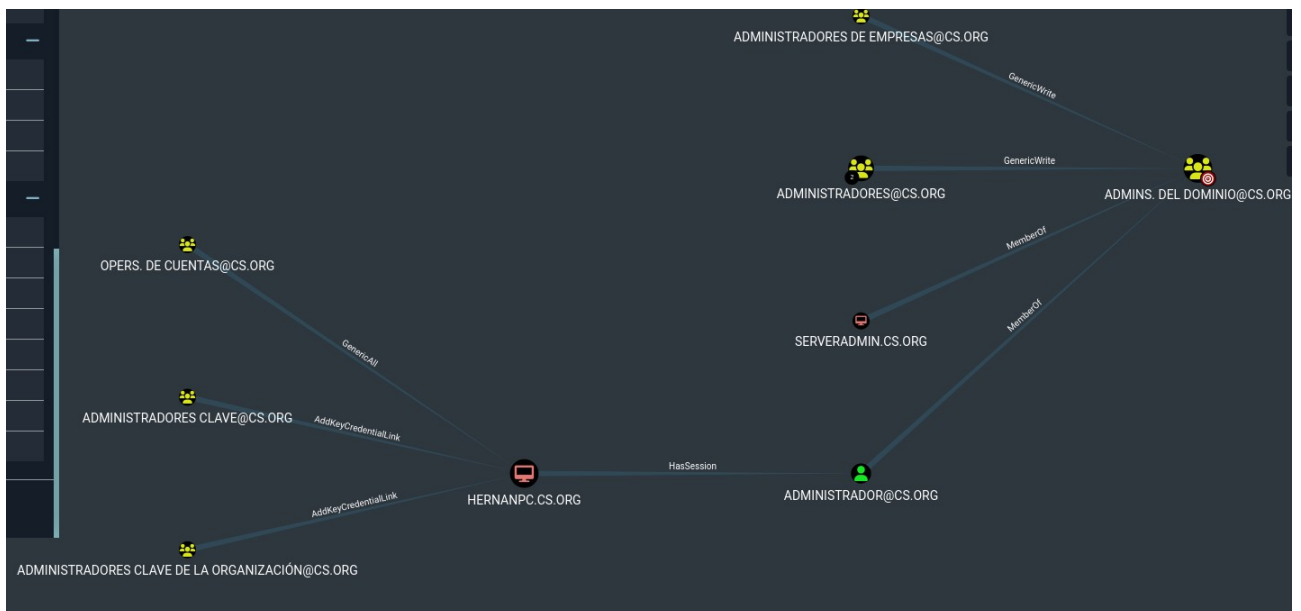 ADMINISTRADORES DE EMPRESAS@CS.ORG
GenericWrite
GenericWrite
2
ADMINISTRADORES@CS.ORG
ADMINS. DEL DOMINIO@CS.ORG
MemberOf
OPERS. DE CUENTAS@CS.ORG
SERVERADMIN.CS.ORG
GenericAll
MemberOf
ADMINISTRADORES CLAVE@CS.ORG
AddKeyCredentialLink
HasSession
HERNANPC.CS.ORG
ADMINISTRADOR@CS.ORG
AddKeyCredentialLink
ADMINISTRADORES CLAVE DE LA ORGANIZACIÓN@CS.ORG